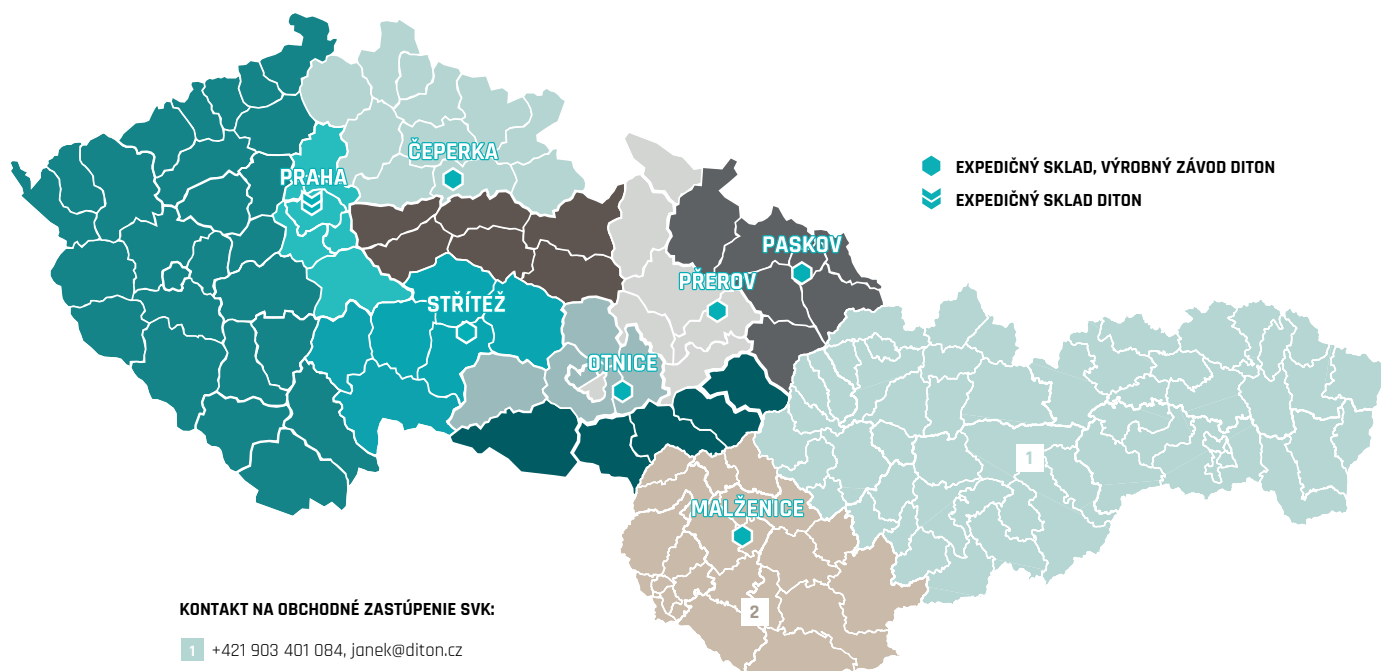 ČEPERKA
PRAHA
EXPEDIČNÝ SKLAD, VÝROBNÝ ZÁVOD DITON
EXPEDIČNÝ SKLAD DITON
PASKOV
PŘEROV
STŘÍTEŽ
OTNICE
1
MALŽENICE
2
KONTAKT NA OBCHODNÉ ZASTÚPENIE SVK:
1 +421 903 401 084, janek@diton.cz